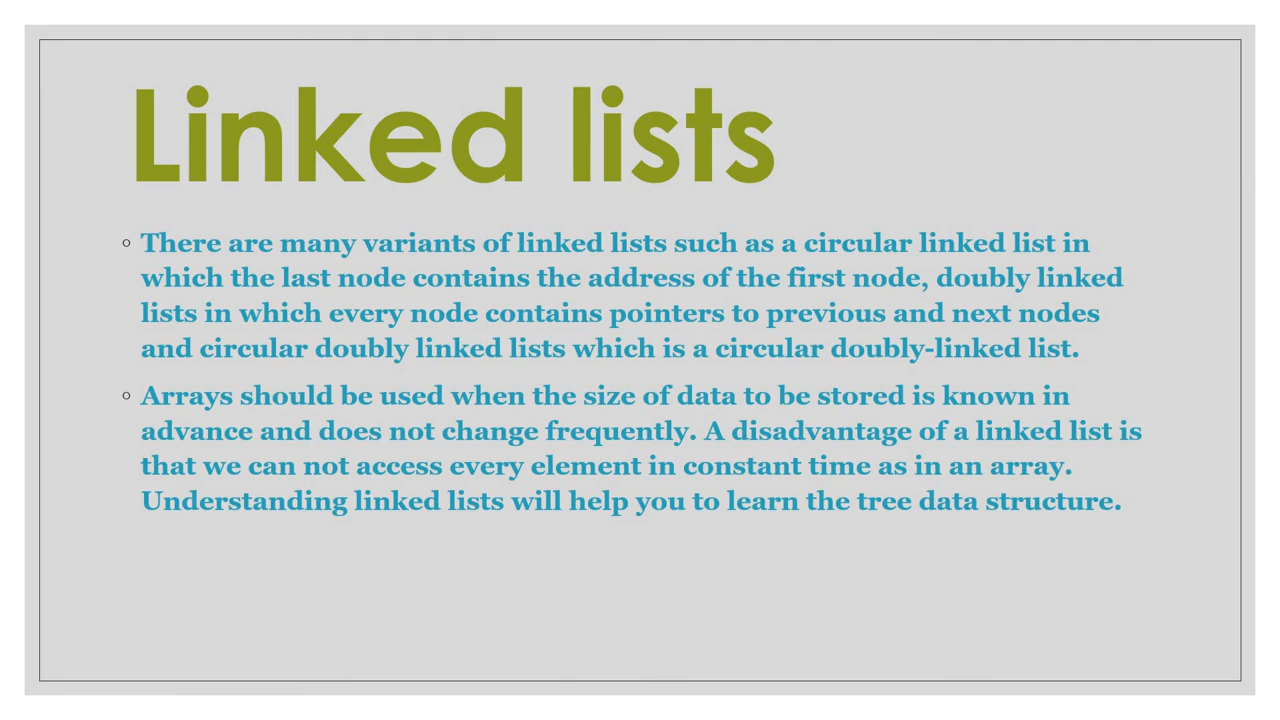 Linked lists
◦ There are many variants of linked lists such as a circular linked list in
which the last node contains the address of the first node, doubly linked
lists in which every node contains pointers to previous and next nodes
and circular doubly linked lists which is a circular doubly-linked list.
◦ Arrays should be used when the size of data to be stored is known in
advance and does not change frequently. A disadvantage of a linked list is
that we can not access every element in constant time as in an array.
Understanding linked lists will help you to learn the tree data structure.